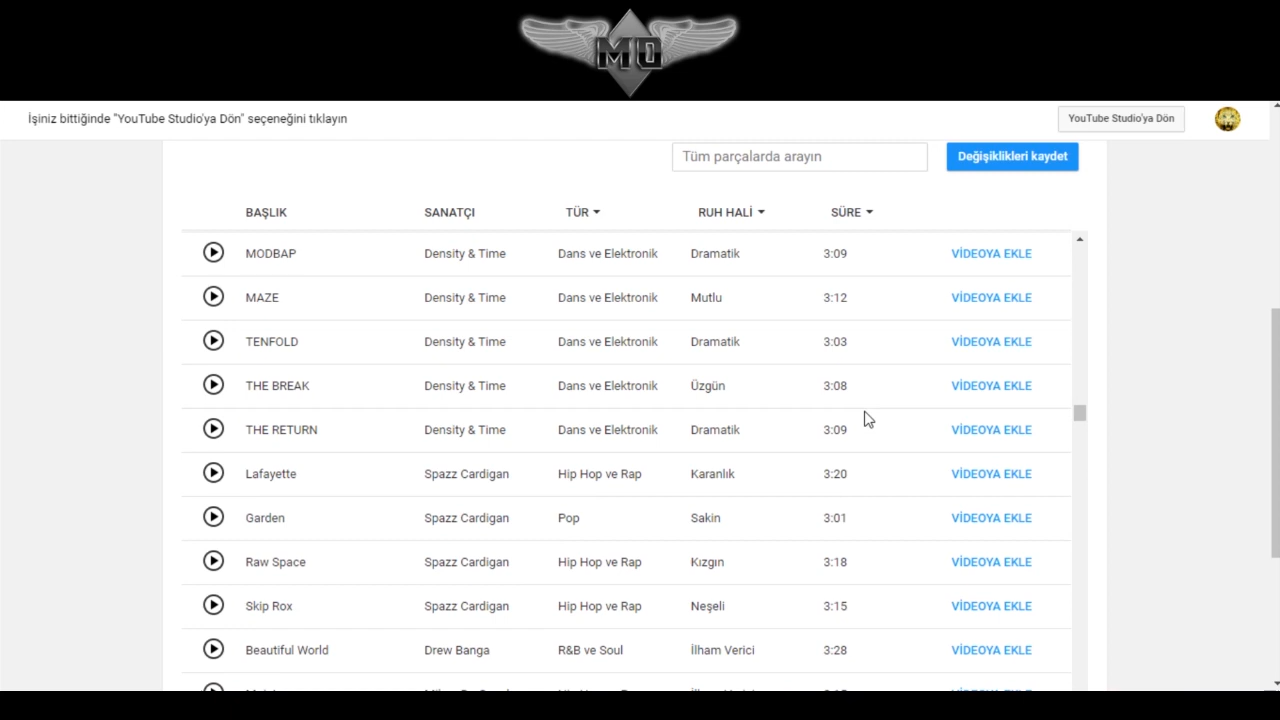 MO
İşiniz bittiğinde "YouTube Studio'ya Dön" seçeneğini tıklayın YouTube Studio'ya Dön
Tüm parçalarda arayın Değişiklikleri kaydet
BAŞLIK SANATÇI TÜR RUH HALİ SÜRE
MODBAP Density & Time Dans ve Elektronik Dramatik 3:09 VİDEOYA EKLE
MAZE Density & Time Dans ve Elektronik Mutlu 3:12 VİDEOYA EKLE
TENFOLD Density & Time Dans ve Elektronik Dramatik 3:03 VİDEOYA EKLE
THE BREAK Density & Time Dans ve Elektronik Üzgün 3:08 VİDEOYA EKLE
THE RETURN Density & Time Dans ve Elektronik Dramatik 3:09 VİDEOYA EKLE
Lafayette Spazz Cardigan Hip Hop ve Rap Karanlık 3:20 VİDEOYA EKLE
Garden Spazz Cardigan Pop Sakin 3:01 VİDEOYA EKLE
Raw Space Spazz Cardigan Hip Hop ve Rap Kızgın 3:18 VİDEOYA EKLE
Skip Rox Spazz Cardigan Hip Hop ve Rap Neşeli 3:15 VİDEOYA EKLE
Beautiful World Drew Banga R&B ve Soul İlham Verici 3:28 VİDEOYA EKLE